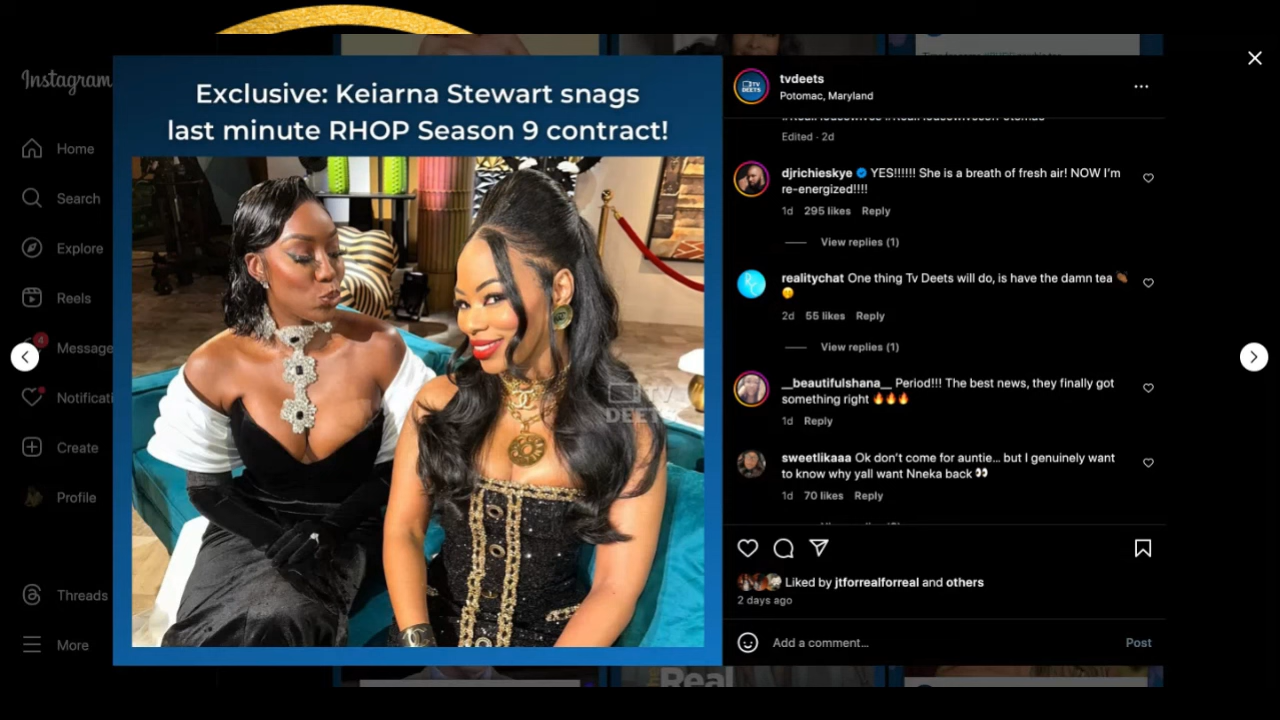 Instagram
Home
Search
Explore
Reels
4
Message
Notificati
Create
Profile
Threads
More
Exclusive: Keiarna Stewart snags
last minute RHOP Season 9 contract!
TV
DEETS
TV
DEETS
tvdeets
Potomac, Maryland
Edited · 2d
djrichieskye YES!!!!!! She is a breath of fresh air! NOW I'm
re-energized!!!!
1d 295 likes Reply
View replies (1)
realitychat One thing Tv Deets will do, is have the damn tea 👏🏾
🤭
2d 55 likes Reply
View replies (1)
__beautifulshana__ Period!!! The best news, they finally got
something right 🔥🔥🔥
1d Reply
sweetlikaaa Ok don't come for auntie... but I genuinely want
to know why yall want Nneka back 👀
1d 70 likes Reply
Liked by jtforrealforreal and others
2 days ago
Add a comment...
Post
Real